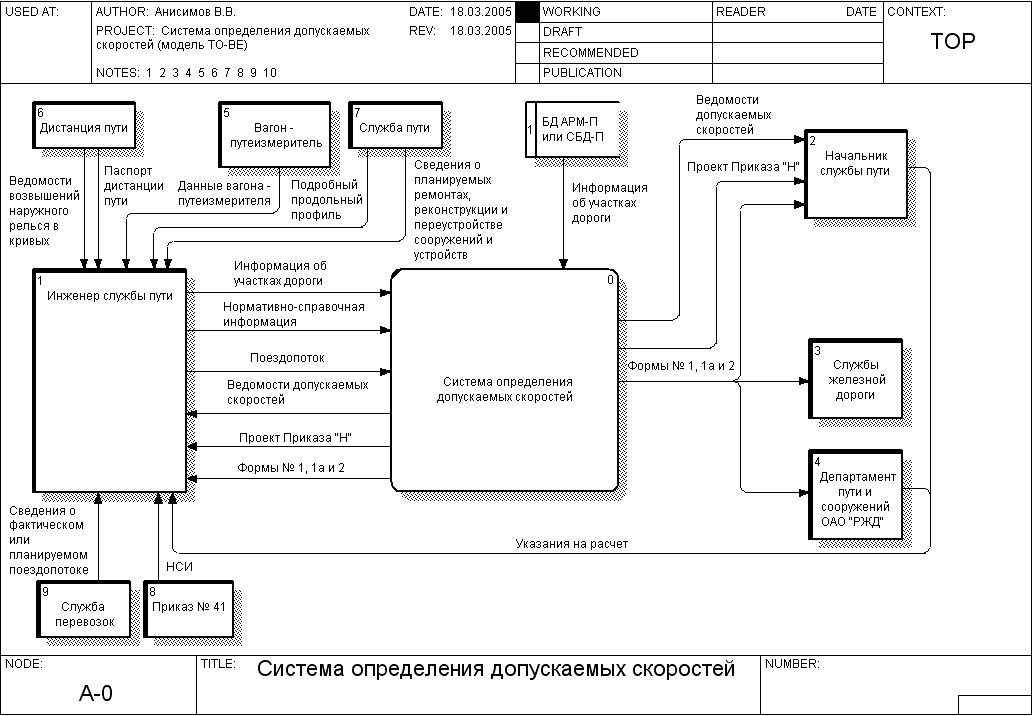 USED AT:
AUTHOR: Анисимов В.В.
DATE: 18.03.2005
PROJECT: Система определения допускаемых
скоростей (модель TO-BE)
REV: 18.03.2005
NOTES: 1 2 3 4 5 6 7 8 9 10
WORKING
DRAFT
RECOMMENDED
PUBLICATION
READER
DATE
CONTEXT:
TOP
6
Дистанция пути
5
Вагон -
путеизмеритель
7
Служба пути
1
БД АРМ-П
или СБД-П
Ведомости
допускаемых
скоростей
2
Начальник
службы пути
Ведомости
возвышений
наружного
рельса в
кривых
Паспорт
дистанции
пути
Данные вагона -
путеизмерителя
Подробный
продольный
профиль
Сведения о
планируемых
ремонтах,
реконструкции и
переустройстве
сооружений и
устройств
Информация
об участках
дороги
Проект Приказа "Н"
1
Инженер службы пути
Информация об
участках дороги
Нормативно-справочная
информация
Поездопоток
Ведомости допускаемых
скоростей
Проект Приказа "Н"
Формы № 1, 1а и 2
0
Система определения
допускаемых скоростей
Формы № 1, 1а и 2
3
Службы
железной
дороги
4
Департамент
пути и
сооружений
ОАО "РЖД"
Сведения о
фактическом
или
планируемом
поездопотоке
НСИ
Указания на расчет
9
Служба
перевозок
8
Приказ № 41
NODE:
A-0
TITLE:
Система определения допускаемых скоростей
NUMBER: